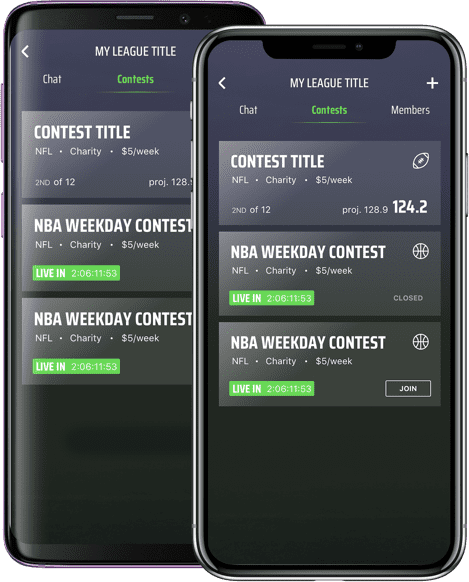 MY LEAGUE TITLE
Chat Contests
CONTEST TITLE
NFL • Charity • $5/week
2ND of 12 proj. 128.
NBA WEEKDAY CONTEST
NFL • Charity • $5/week
LIVE IN 2:06:11:53
NBA WEEKDAY CONTEST
NFL • Charity • $5/week
LIVE IN 2:06:11:53
MY LEAGUE TITLE +
Chat Contests Members
CONTEST TITLE
NFL • Charity • $5/week
2ND of 12 proj. 128.9 124.2
NBA WEEKDAY CONTEST
NFL • Charity • $5/week
LIVE IN 2:06:11:53 CLOSED
NBA WEEKDAY CONTEST
NFL • Charity • $5/week
LIVE IN 2:06:11:53 JOIN